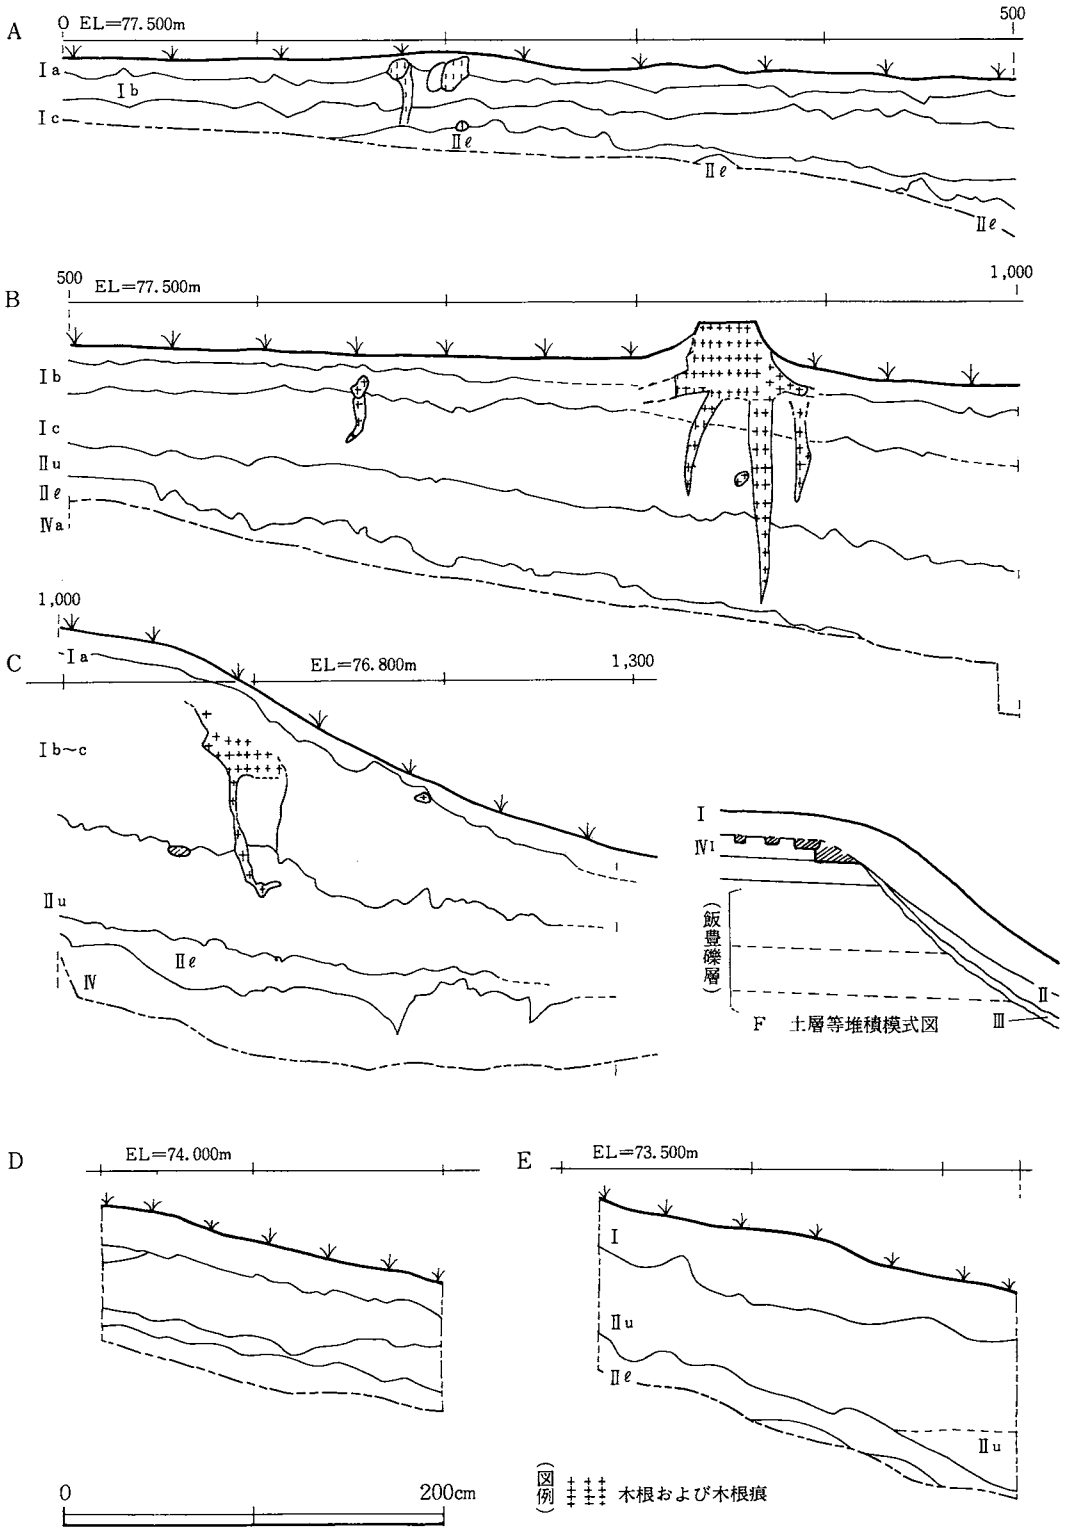 A
0 EL=77.500m
500
Ⅰa
Ⅰb
Ⅰc
Ⅱℓ
Ⅱℓ
Ⅱℓ
B
500
EL=77.500m
1,000
Ⅰb
Ⅰc
Ⅱu
Ⅱℓ
Ⅳa
C
1,000
Ⅰa
EL=76.800m
1,300
Ⅰb~c
Ⅱu
Ⅱℓ
Ⅳ
Ⅰ
ⅣⅠ
(飯豊礫層)
Ⅱ
Ⅲ
F 土層等堆積模式図
D
EL=74.000m
E
EL=73.500m
Ⅰ
Ⅱu
Ⅱℓ
Ⅱu
0 200cm
(図例) 木根および木根痕